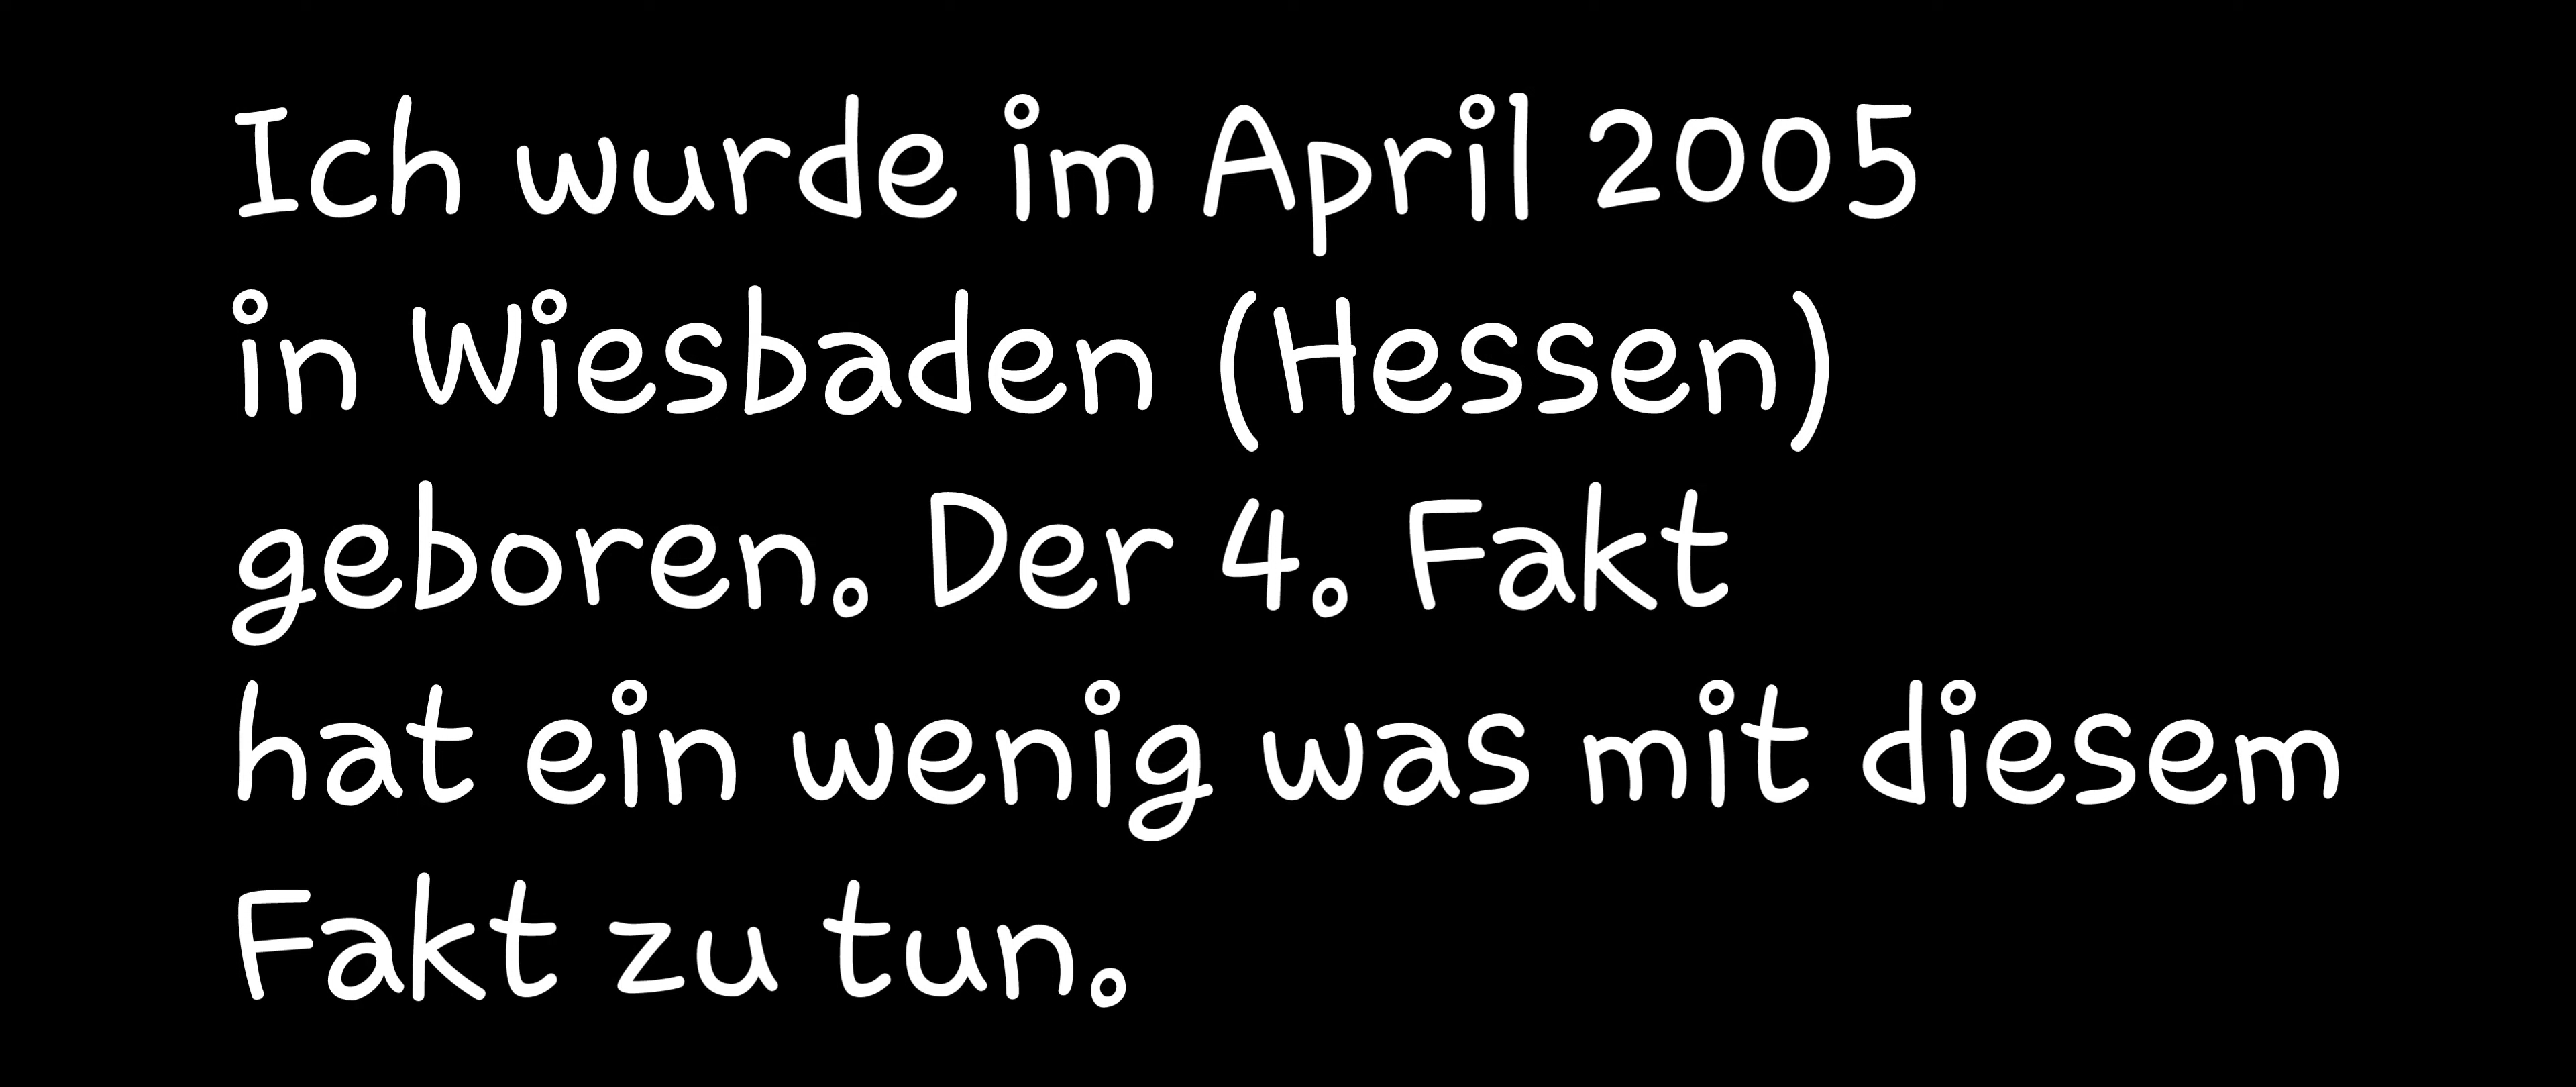 Ich wurde im April 2005
in Wiesbaden (Hessen)
geboren. Der 4. Fakt
hat ein wenig was mit diesem
Fakt zu tun.